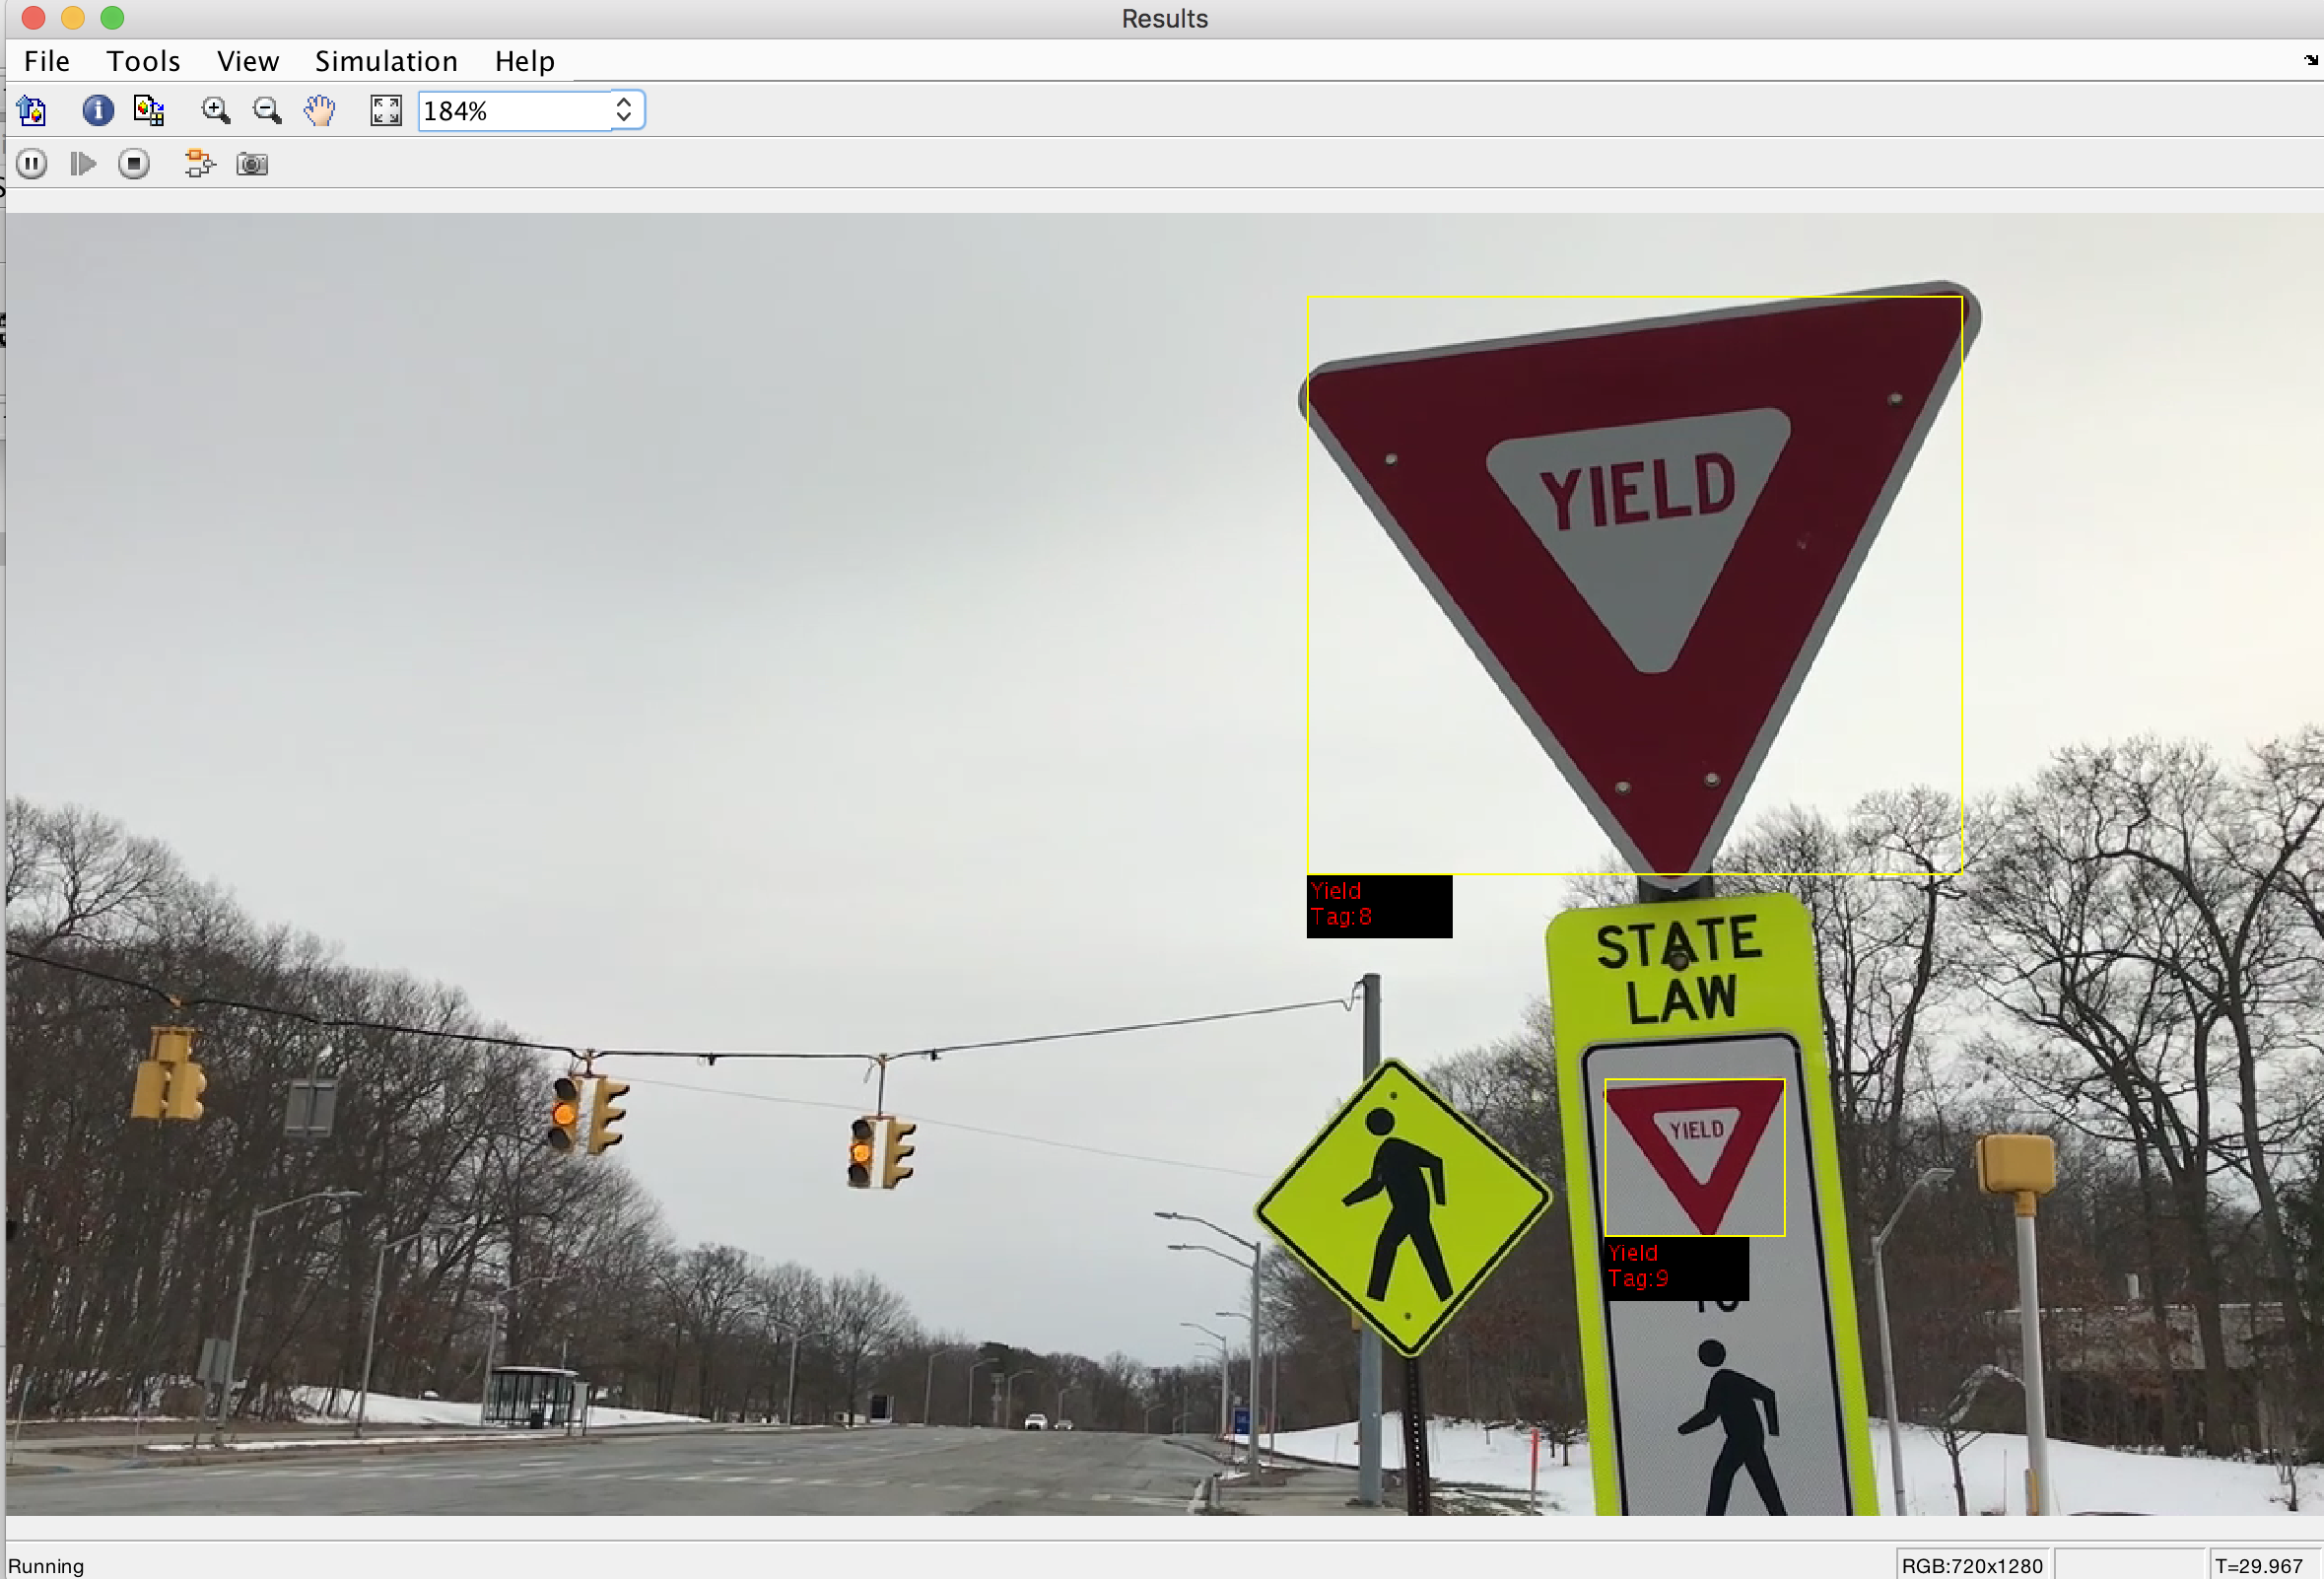 Results
File Tools View Simulation Help
184%
YIELD
Yield
Tag:8
STATE
LAW
YIELD
Yield
Tag:9
TO
Running
RGB:720x1280
T=29.967